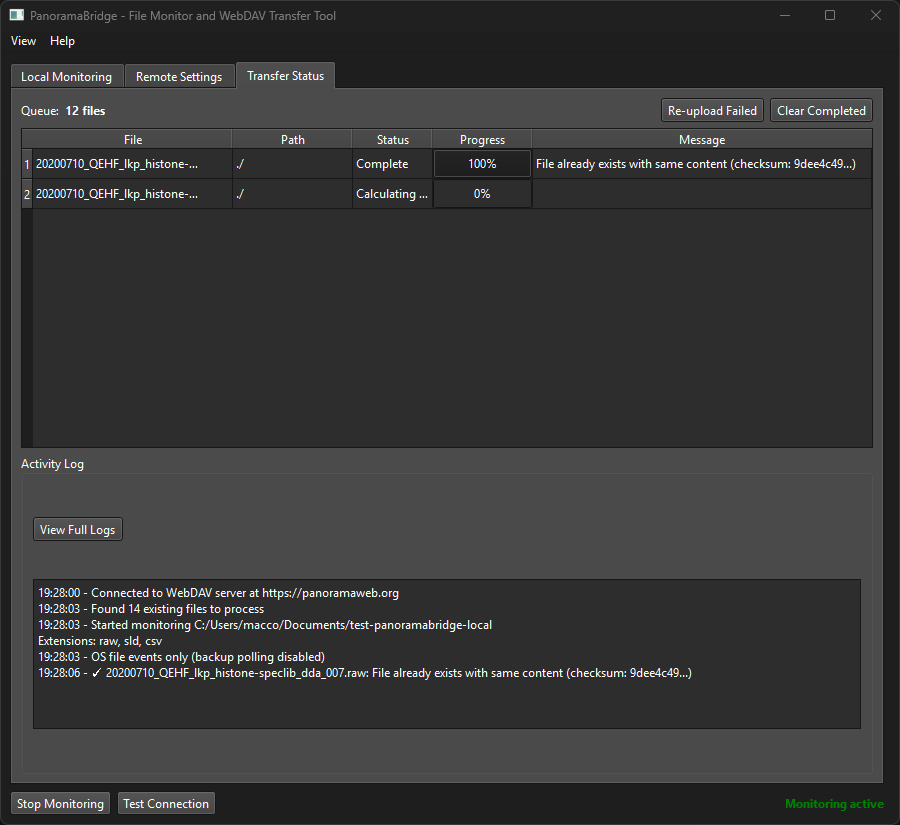 PanoramaBridge - File Monitor and WebDAV Transfer Tool
View Help
Local Monitoring Remote Settings Transfer Status
Queue: 12 files Re-upload Failed Clear Completed
File Path Status Progress Message
1 20200710_QEHF_lkp_histone-... ./ Complete 100% File already exists with same content (checksum: 9dee4c49...)
2 20200710_QEHF_lkp_histone-... ./ Calculating ... 0%
Activity Log
View Full Logs
19:28:00 - Connected to WebDAV server at https://panoramaweb.org
19:28:03 - Found 14 existing files to process
19:28:03 - Started monitoring C:/Users/macco/Documents/test-panoramabridge-local
Extensions: raw, sld, csv
19:28:03 - OS file events only (backup polling disabled)
19:28:06 - ✓ 20200710_QEHF_lkp_histone-speclib_dda_007.raw: File already exists with same content (checksum: 9dee4c49...)
Stop Monitoring Test Connection Monitoring active